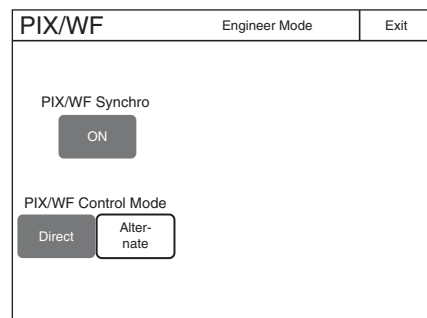 PIX/WF Engineer Mode Exit
PIX/WF Synchro
ON
PIX/WF Control Mode
Direct
Alter-
nate